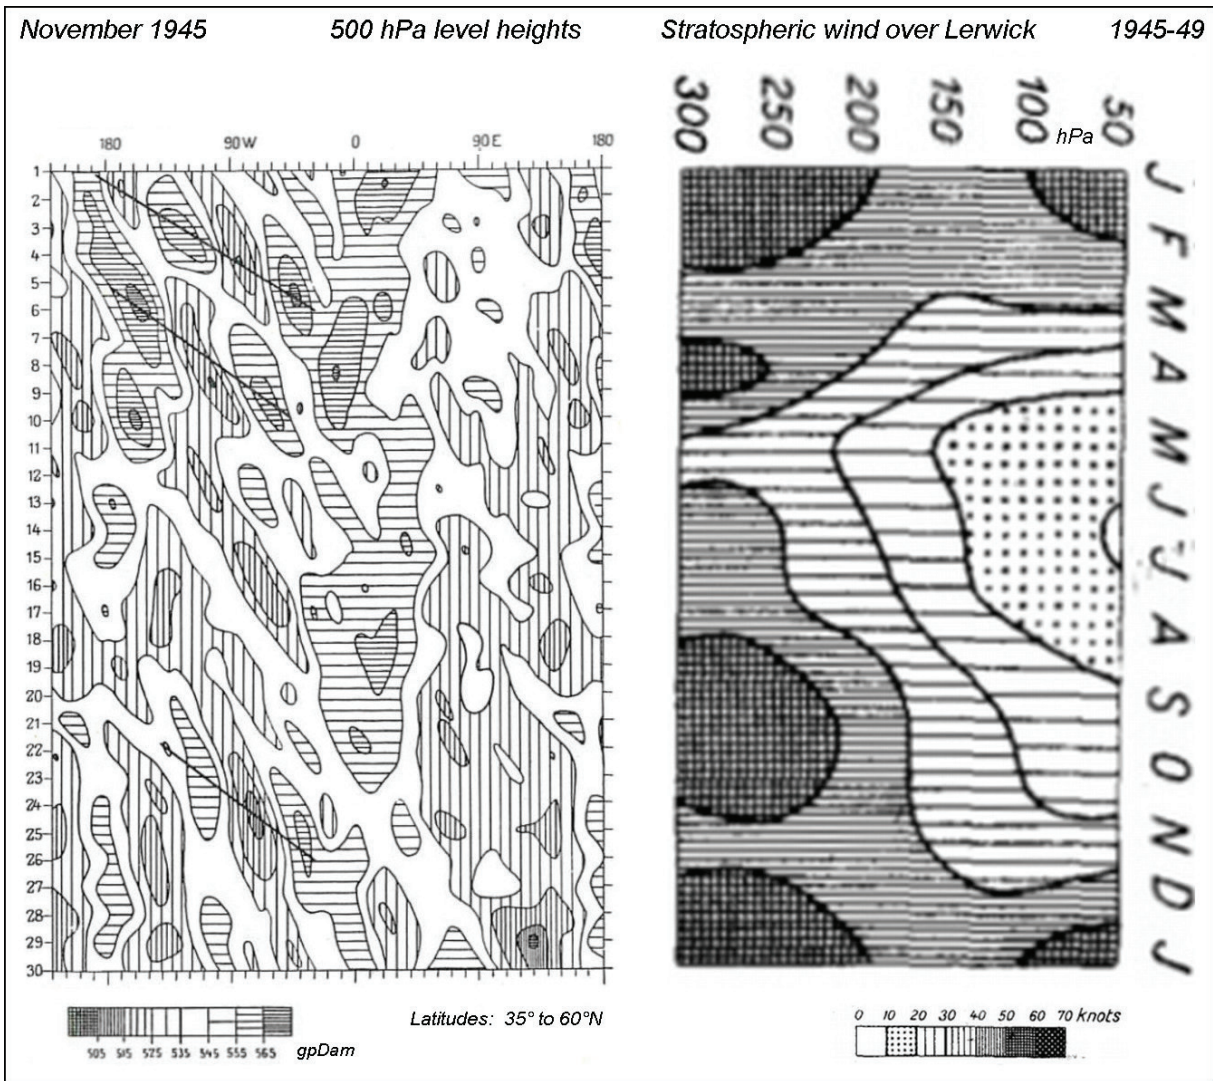 November 1945 500 hPa level heights
180 90W 0 90E 180
1
2
3
4
5
6
7
8
9
10
11
12
13
14
15
16
17
18
19
20
21
22
23
24
25
26
27
28
29
30
505 515 525 535 545 555 565
gpDam
Latitudes: 35° to 60°N
Stratospheric wind over Lerwick 1945-49
300 250 200 150 100 50
hPa
J
F
M
A
M
J
J
A
S
O
N
D
J
0 10 20 30 40 50 60 70 knots